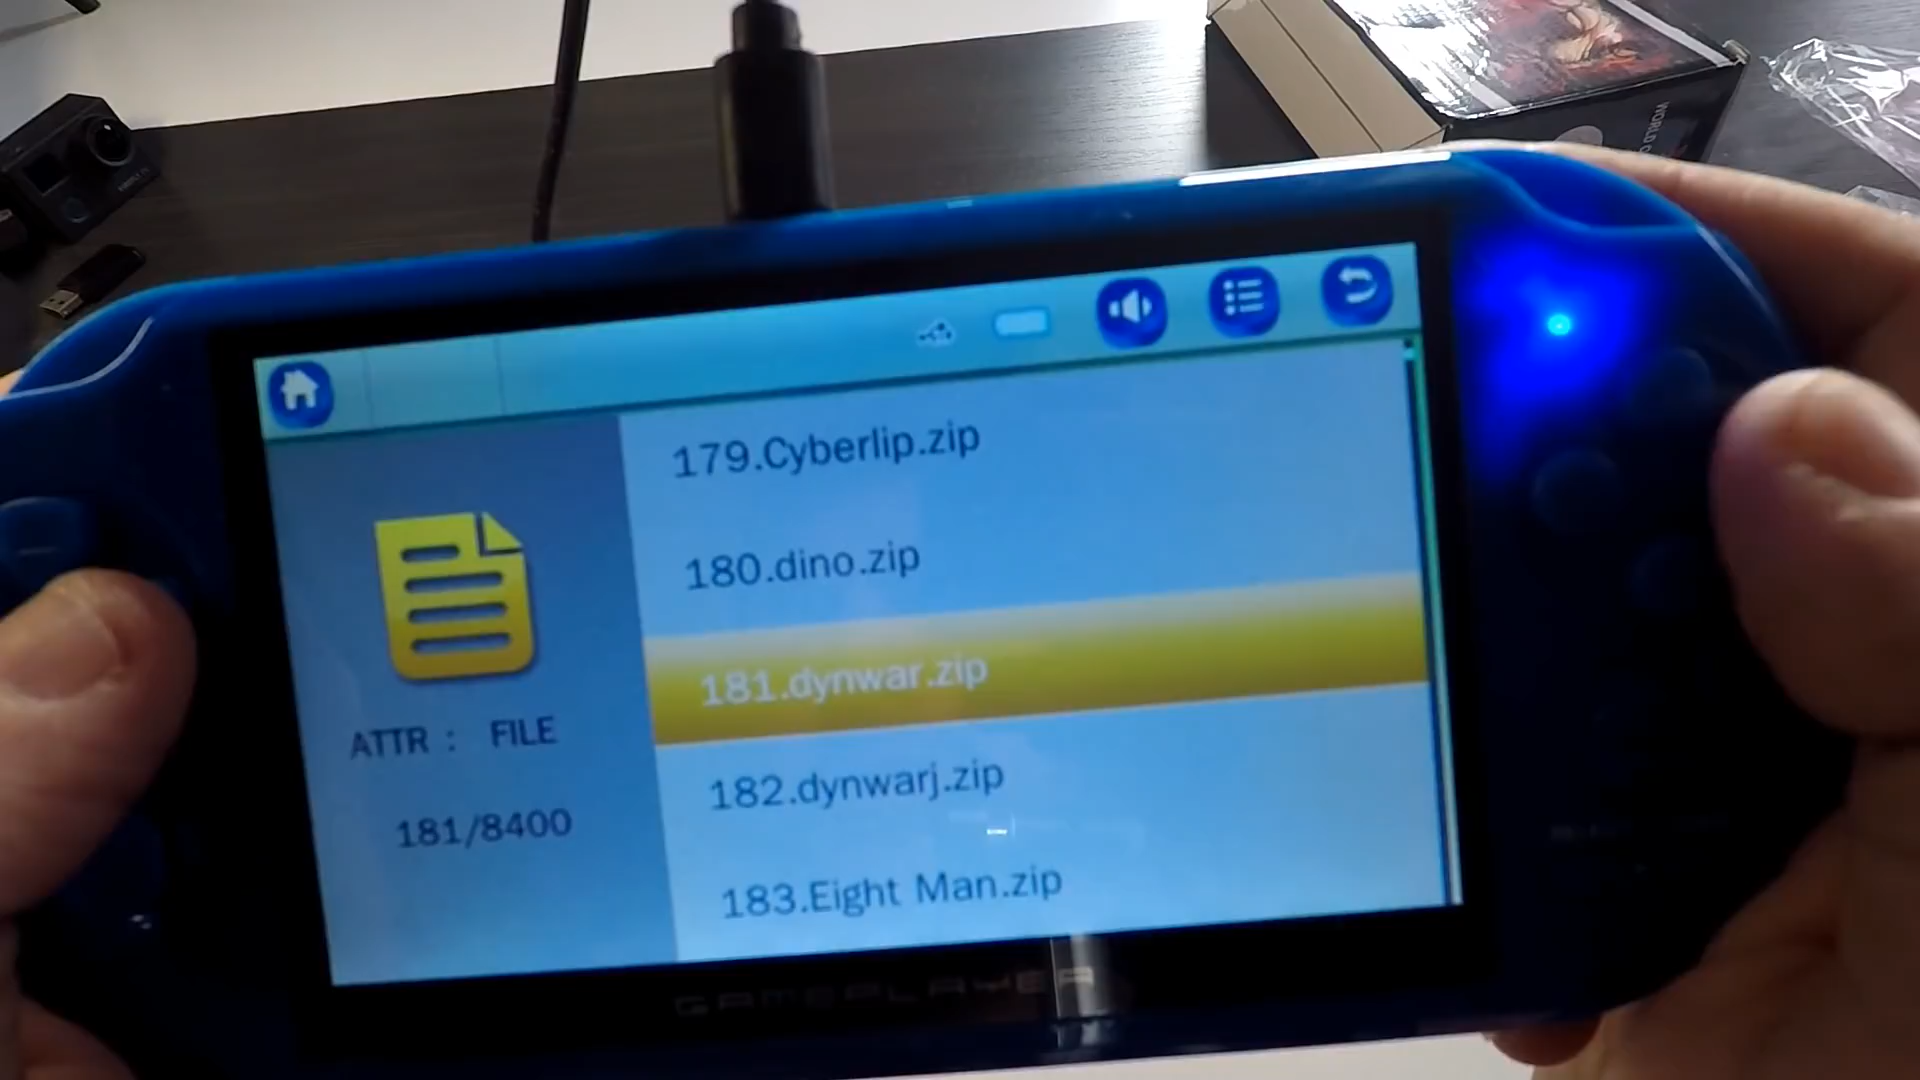 179.Cyberlip.zip
180.dino.zip
181.dynwar.zip
182.dynwarj.zip
183.Eight Man.zip
ATTR : FILE
181/8400
GAMEPLAYER
WORLD